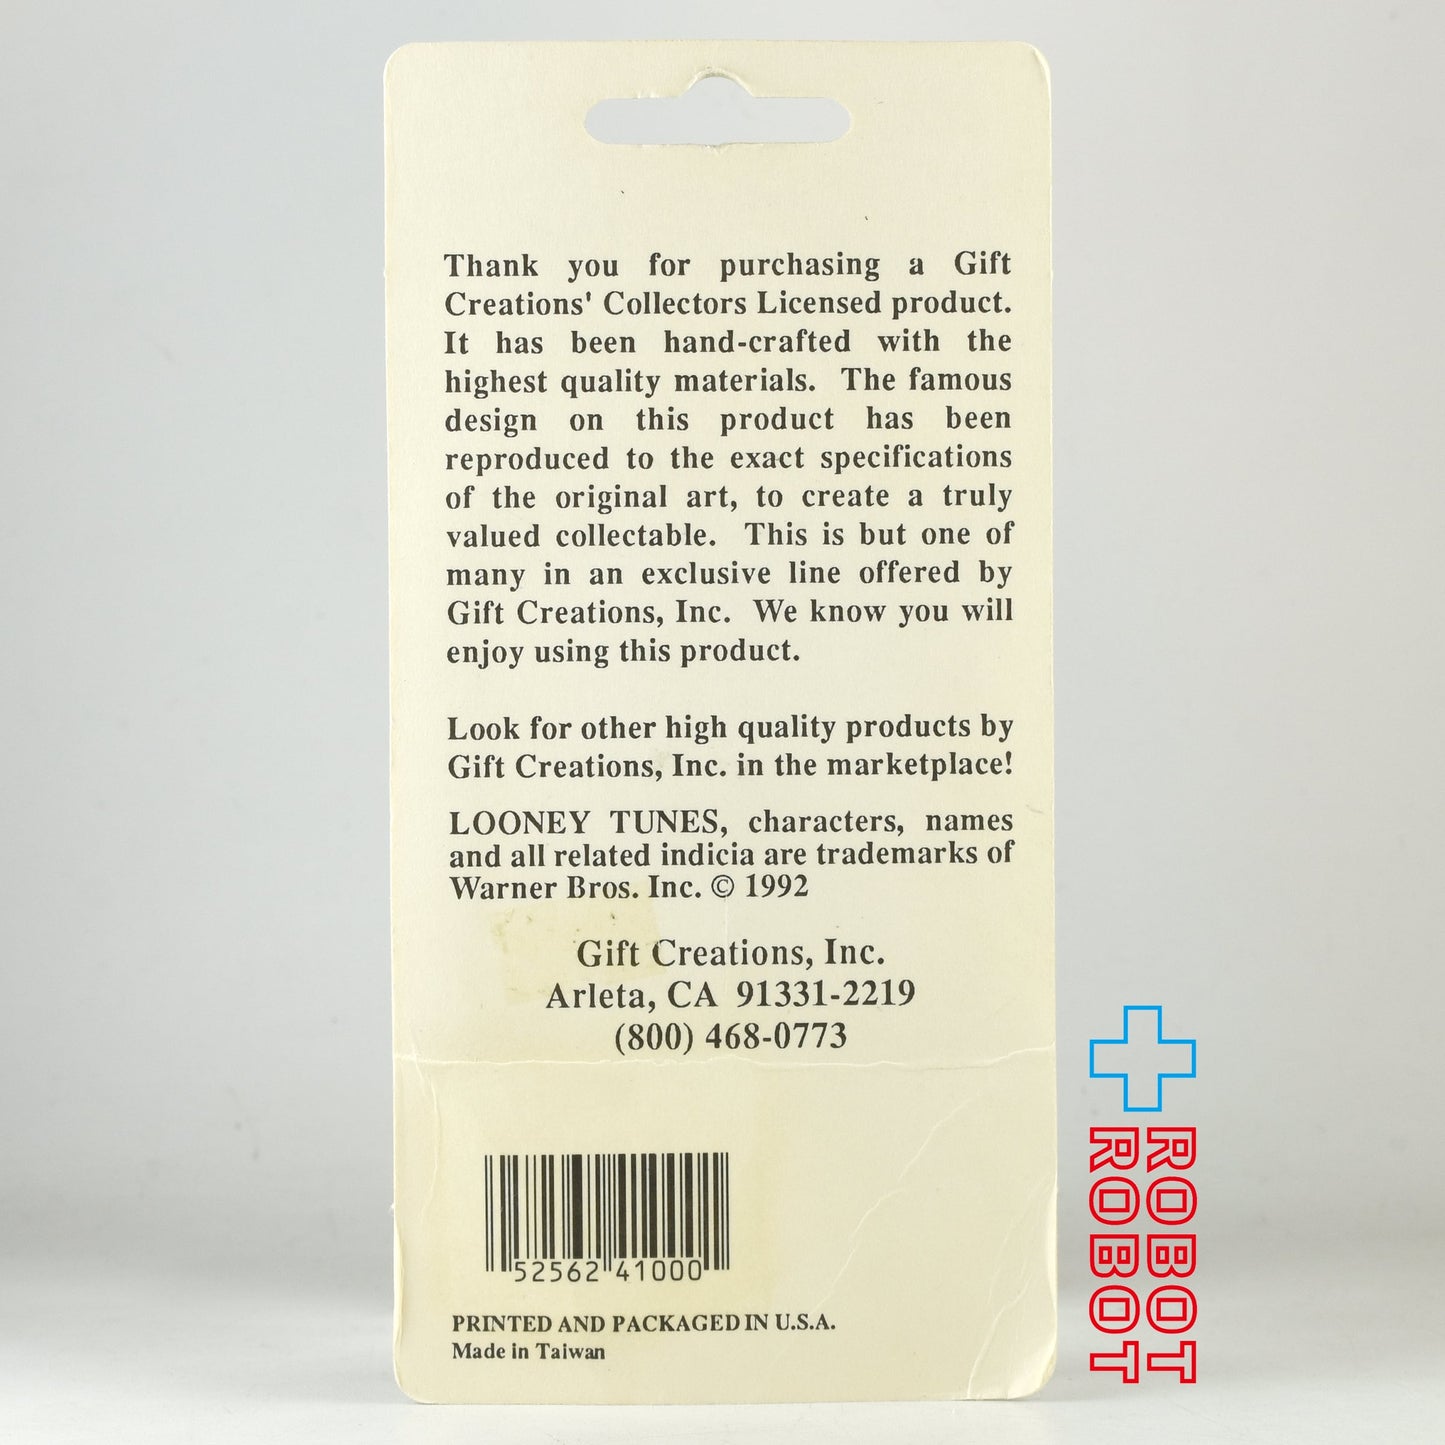 Thank you for purchasing a Gift
Creations' Collectors Licensed product.
It has been hand-crafted with the
highest quality materials. The famous
design on this product has been
reproduced to the exact specifications
of the original art, to create a truly
valued collectable. This is but one of
many in an exclusive line offered by
Gift Creations, Inc. We know you will
enjoy using this product.
Look for other high quality products by
Gift Creations, Inc. in the marketplace!
LOONEY TUNES, characters, names
and all related indicia are trademarks of
Warner Bros. Inc. © 1992
Gift Creations, Inc.
Arleta, CA 91331-2219
(800) 468-0773
52562 41000
PRINTED AND PACKAGED IN U.S.A.
Made in Taiwan
ROBOT
ROBOT